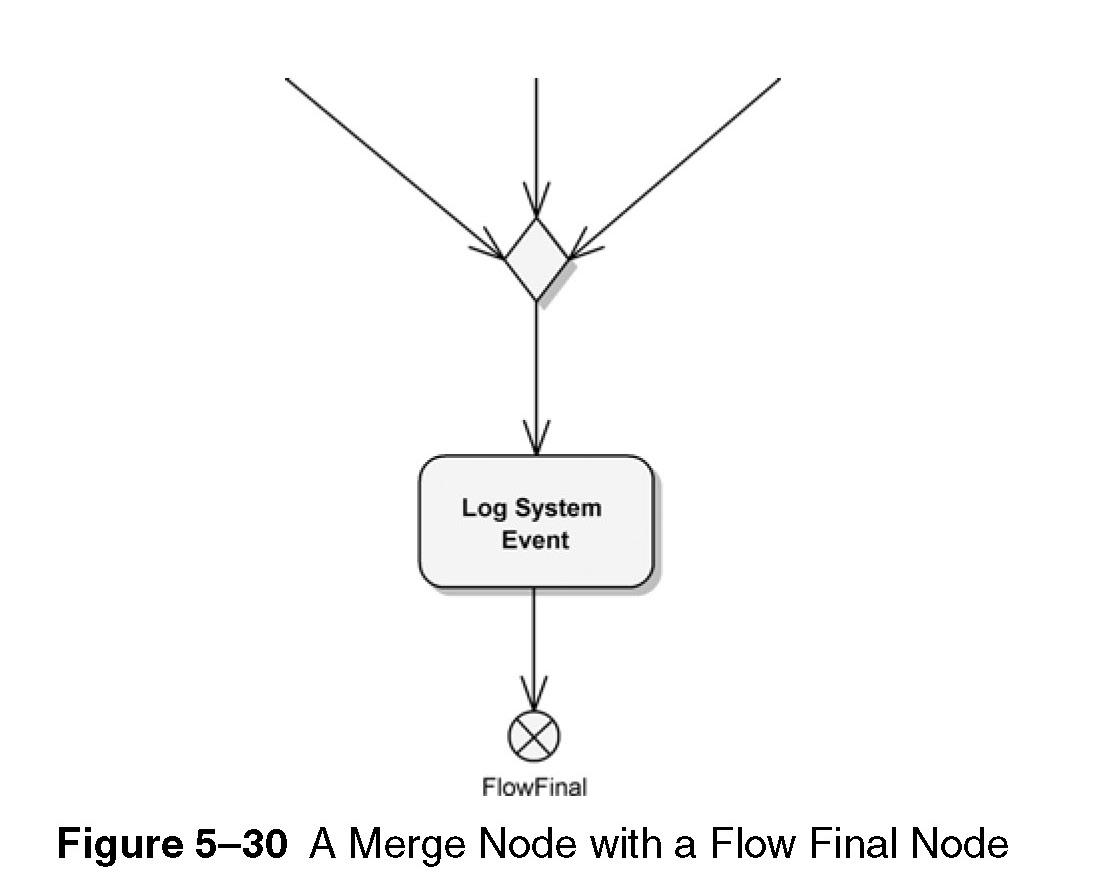 Log System
Event
FlowFinal
Figure 5–30 A Merge Node with a Flow Final Node